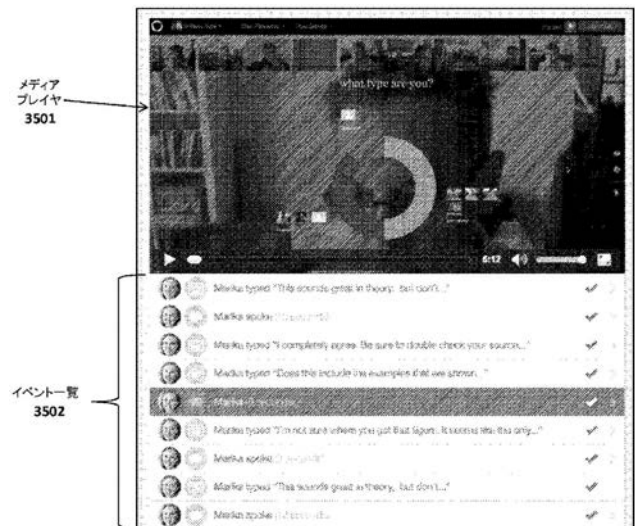 メディア
プレイヤ
3501
what type are you?
6:12
イベント一覧
3502
Marika typed "This sounds great in theory, but don't..."
Marika spoke
Marika typed "I completely agree. Be sure to double check your source..."
Marika typed "Does this include the examples that are shown..."
Marika
Marika typed "I'm not sure where you got that figure. It seems like the only..."
Marika spoke
Marika typed "This sounds great in theory, but don't..."
Marika spoke